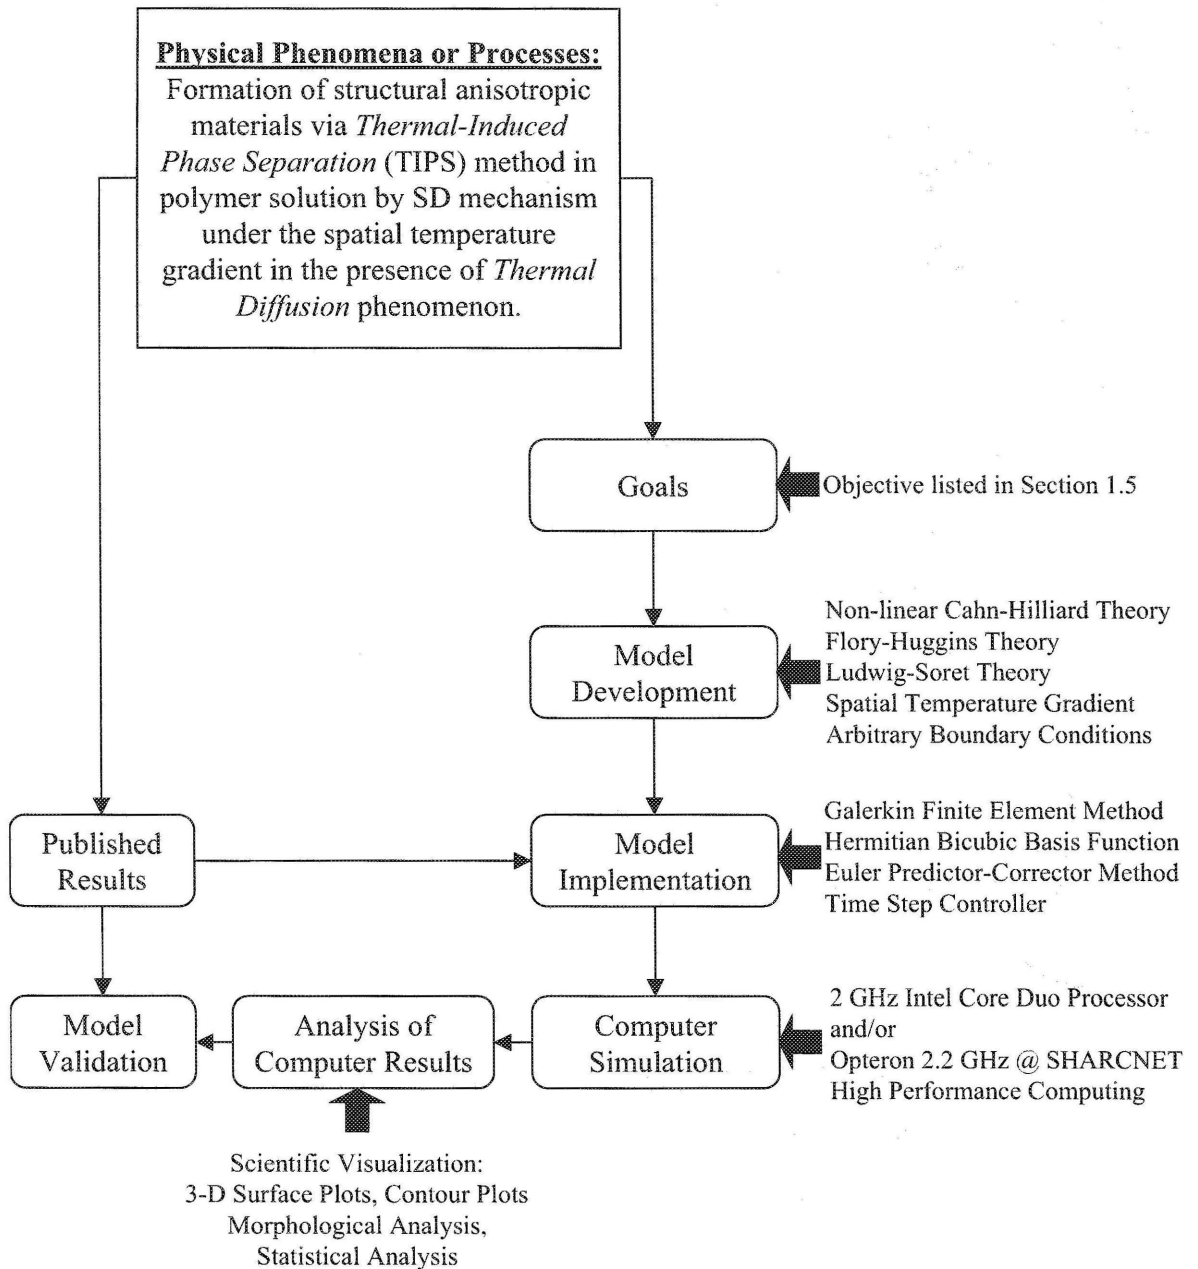 Physical Phenomena or Processes:
Formation of structural anisotropic
materials via Thermal-Induced
Phase Separation (TIPS) method in
polymer solution by SD mechanism
under the spatial temperature
gradient in the presence of Thermal
Diffusion phenomenon.
Goals
Objective listed in Section 1.5
Model
Development
Non-linear Cahn-Hilliard Theory
Flory-Huggins Theory
Ludwig-Soret Theory
Spatial Temperature Gradient
Arbitrary Boundary Conditions
Published
Results
Model
Implementation
Galerkin Finite Element Method
Hermitian Bicubic Basis Function
Euler Predictor-Corrector Method
Time Step Controller
Model
Validation
Analysis of
Computer Results
Computer
Simulation
2 GHz Intel Core Duo Processor
and/or
Opteron 2.2 GHz @ SHARCNET
High Performance Computing
Scientific Visualization:
3-D Surface Plots, Contour Plots
Morphological Analysis,
Statistical Analysis